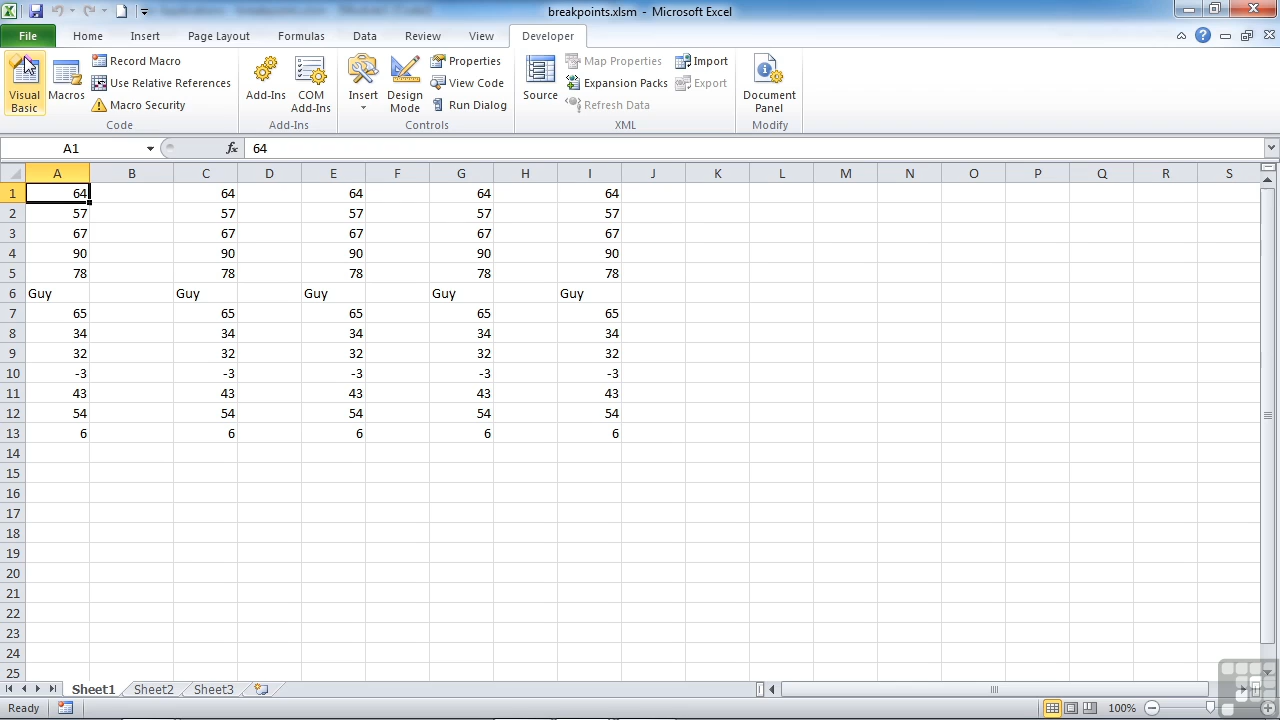 breakpoints.xlsm - Microsoft Excel
File Home Insert Page Layout Formulas Data Review View Developer
Visual Basic
Macros
Record Macro
Use Relative References
Macro Security
Code
Add-Ins
COM Add-Ins
Add-Ins
Insert
Design Mode
Properties
View Code
Run Dialog
Controls
Source
Map Properties
Expansion Packs
Refresh Data
Import
Export
XML
Document Panel
Modify
A1 fx 64
A B C D E F G H I J K L M N O P Q R S
1 64 64 64 64 64
2 57 57 57 57 57
3 67 67 67 67 67
4 90 90 90 90 90
5 78 78 78 78 78
6 Guy Guy Guy Guy Guy
7 65 65 65 65 65
8 34 34 34 34 34
9 32 32 32 32 32
10 -3 -3 -3 -3 -3
11 43 43 43 43 43
12 54 54 54 54 54
13 6 6 6 6 6
14
15
16
17
18
19
20
21
22
23
24
25
Sheet1 Sheet2 Sheet3
Ready 100%